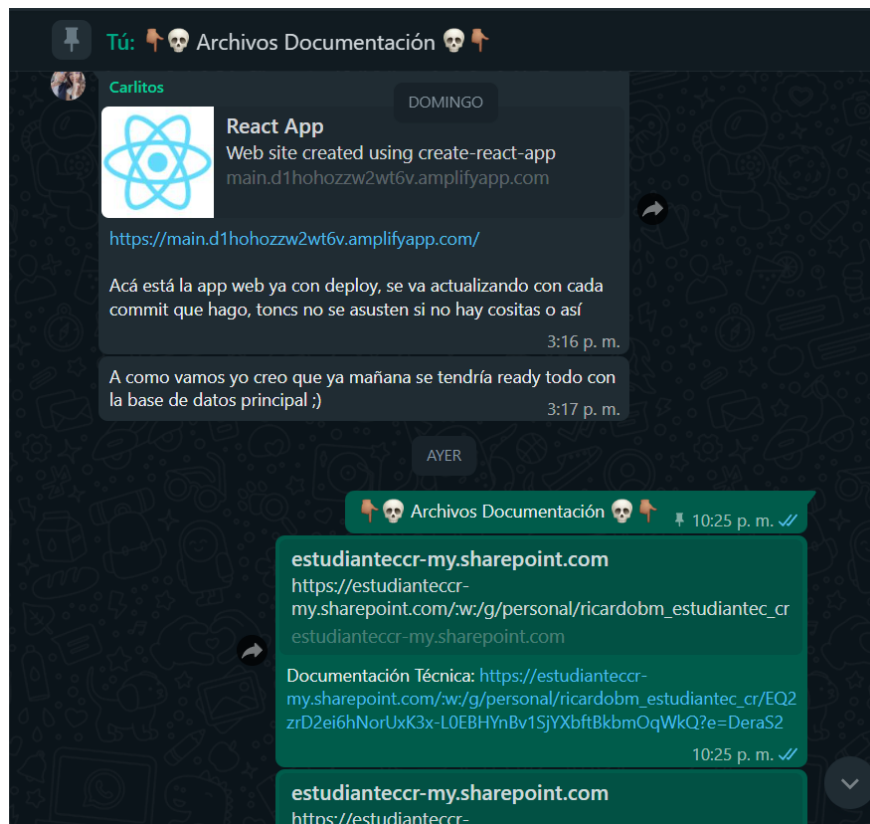 Tú: 👇🏽💀 Archivos Documentación 💀👇🏽
Carlitos
DOMINGO
React App
Web site created using create-react-app
main.d1hohozzw2wt6v.amplifyapp.com
https://main.d1hohozzw2wt6v.amplifyapp.com/
Acá está la app web ya con deploy, se va actualizando con cada
commit que hago, toncs no se asusten si no hay cositas o así
3:16 p. m.
A como vamos yo creo que ya mañana se tendría ready todo con
la base de datos principal ;)
3:17 p. m.
AYER
👇🏽💀 Archivos Documentación 💀👇🏽
10:25 p. m.
estudianteccr-my.sharepoint.com
https://estudianteccr-
my.sharepoint.com/:w:/g/personal/ricardobm_estudiantec_cr
estudianteccr-my.sharepoint.com
Documentación Técnica: https://estudianteccr-
my.sharepoint.com/:w:/g/personal/ricardobm_estudiantec_cr/EQ2
zrD2ei6hNorUxK3x-L0EBHYnBv1SjYXbftBkbmOqWkQ?e=DeraS2
10:25 p. m.
estudianteccr-my.sharepoint.com
https://estudianteccr-